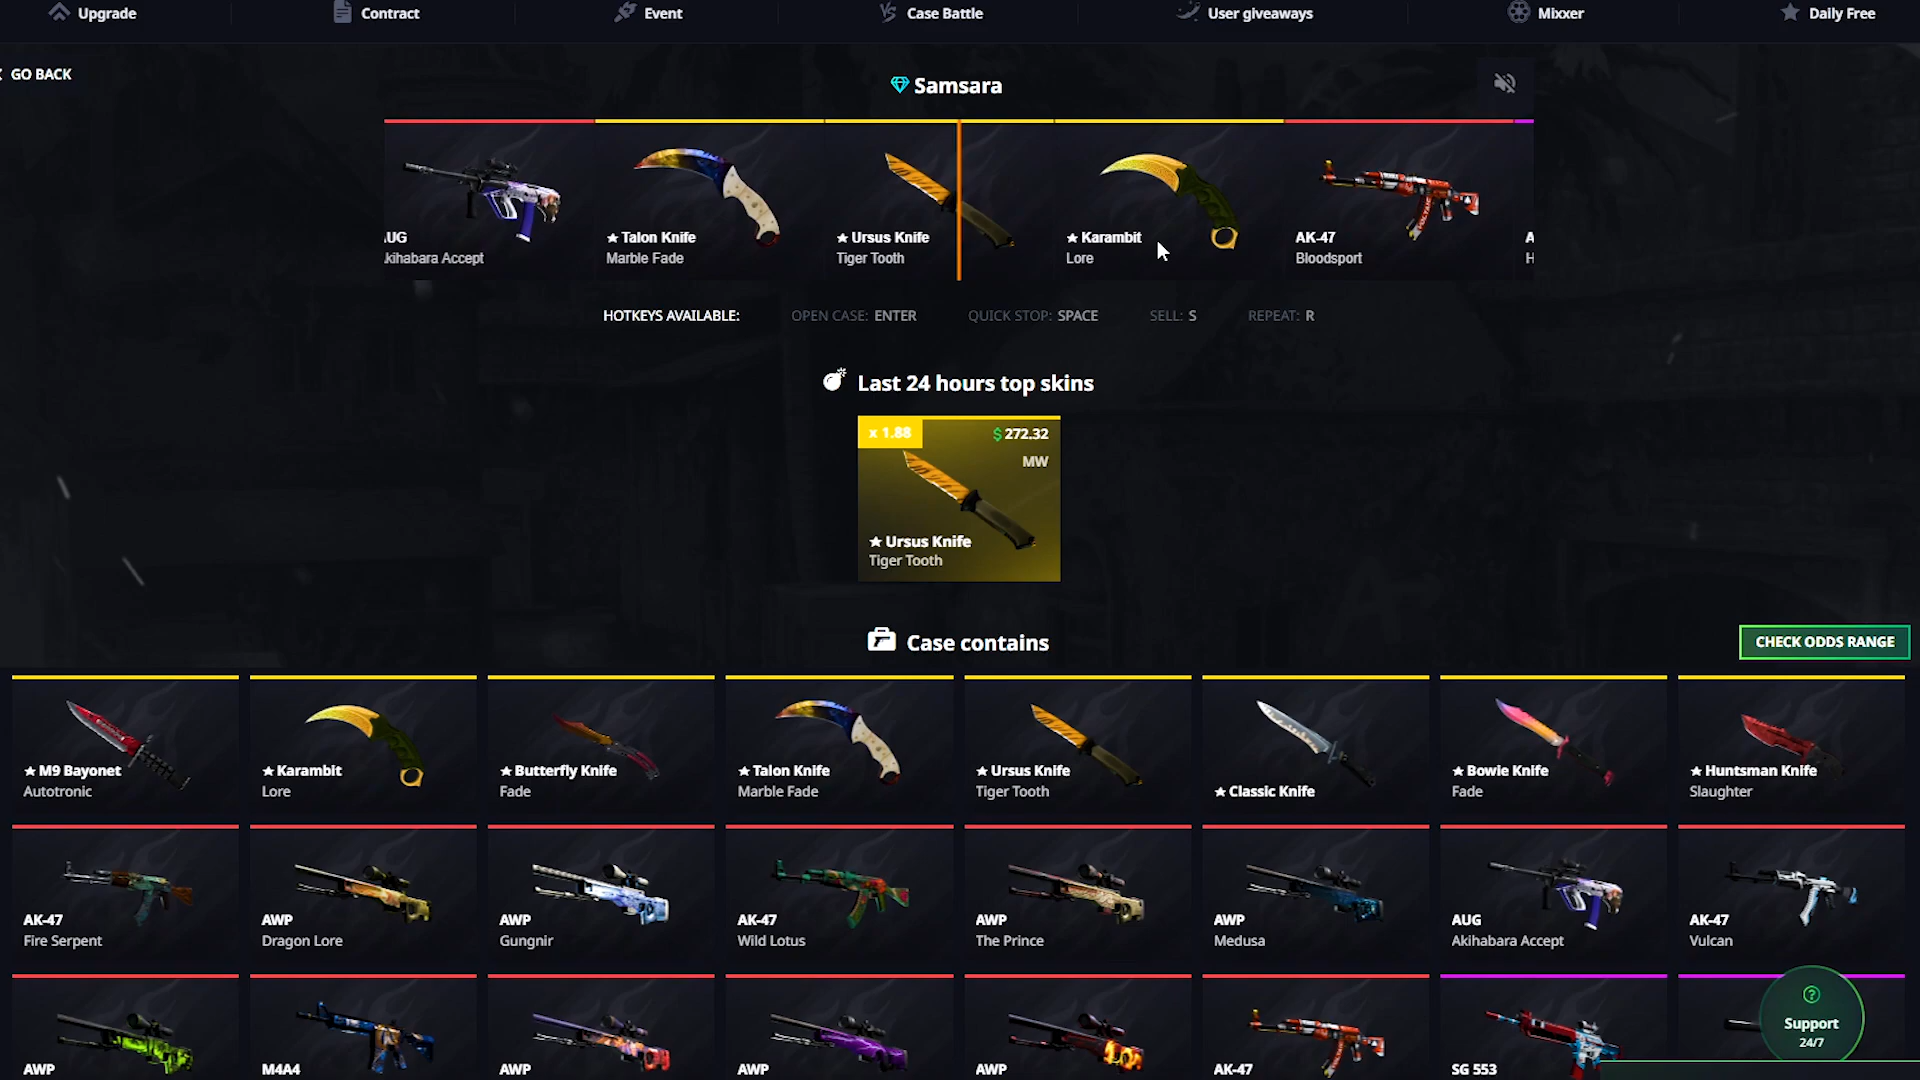 Upgrade
Contract
Event
Case Battle
User giveaways
Mixxer
Daily Free
GO BACK
Samsara
UG
kihabara Accept
★ Talon Knife
Marble Fade
★ Ursus Knife
Tiger Tooth
★ Karambit
Lore
AK-47
Bloodsport
A
H
HOTKEYS AVAILABLE:
OPEN CASE: ENTER
QUICK STOP: SPACE
SELL: S
REPEAT: R
Last 24 hours top skins
x 1.88
$ 272.32
MW
★ Ursus Knife
Tiger Tooth
Case contains
CHECK ODDS RANGE
★ M9 Bayonet
Autotronic
★ Karambit
Lore
★ Butterfly Knife
Fade
★ Talon Knife
Marble Fade
★ Ursus Knife
Tiger Tooth
★ Classic Knife
★ Bowie Knife
Fade
★ Huntsman Knife
Slaughter
AK-47
Fire Serpent
AWP
Dragon Lore
AWP
Gungnir
AK-47
Wild Lotus
AWP
The Prince
AWP
Medusa
AUG
Akihabara Accept
AK-47
Vulcan
AWP
M4A4
AWP
AWP
AWP
AK-47
SG 553
Support
24/7